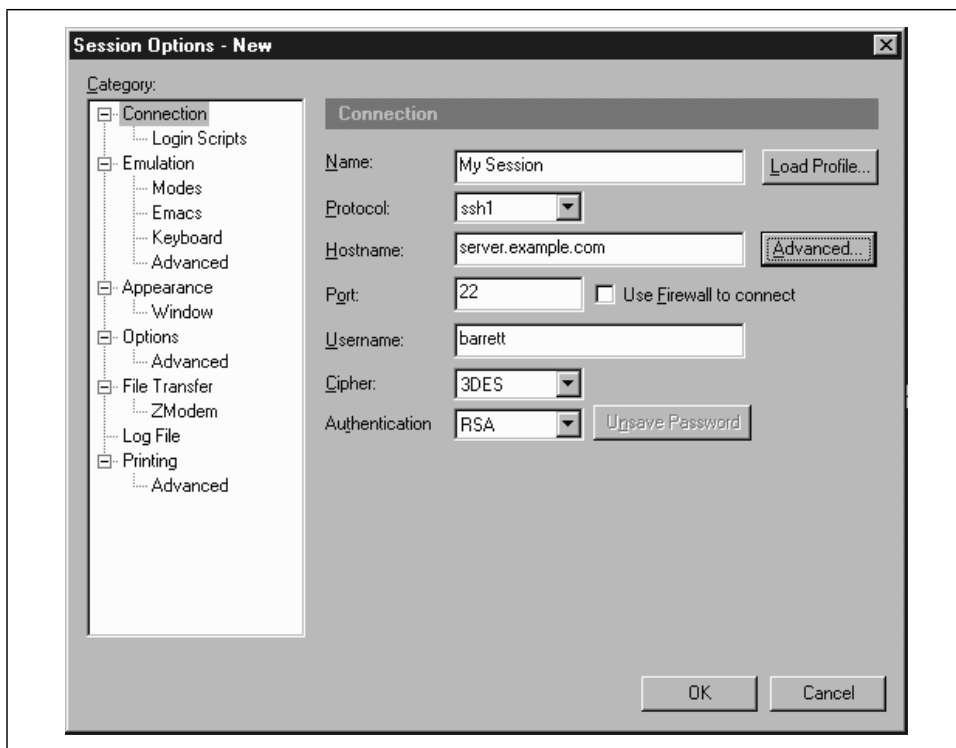 Session Options - New
Category:
Connection
Login Scripts
Emulation
Modes
Emacs
Keyboard
Advanced
Appearance
Window
Options
Advanced
File Transfer
ZModem
Log File
Printing
Advanced
Connection
Name:
My Session
Load Profile...
Protocol:
ssh1
Hostname:
server.example.com
Advanced...
Port:
22
Use Firewall to connect
Username:
barrett
Cipher:
3DES
Authentication
RSA
Unsave Password
OK
Cancel